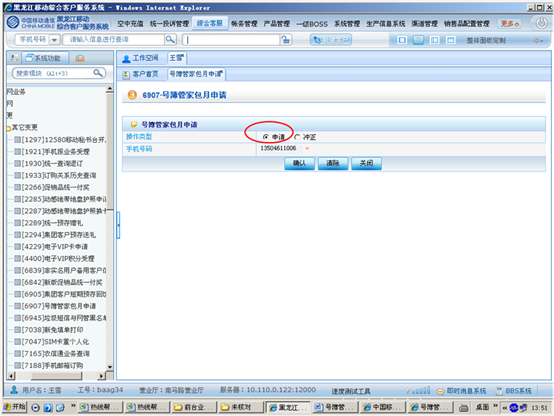 黑龙江移动综合客户服务系统 - Windows Internet Explorer
中国移动通信
CHINA MOBILE
黑龙江移动
综合客户服务系统
空中充值 统一投诉管理 综合客服 账务管理 产品管理 一级BOSS 系统管理 生产信息系统 渠道管理 销售品配置管理 更多
手机号码 请输入信息进行查询 整体面板定制
系统功能
搜索模块 (Alt+3)
网业务
网
更
其它变更
[1297]12580移动秘书台开
[1921]手机报业务受理
[1930]统一查询退订
[1933]订购关系历史查询
[2266]促销品统一付奖
[2285]动感地带地盘护照申请
[2287]动感地带地盘护照换卡
[2289]统一预存赠礼
[2294]集团客户预存送礼
[4229]电子VIP卡申请
[4400]电子VIP积分受理
[6839]非实名用户备用客户信
[6842]新版促销品统一付奖
[6905]集团客户短期预存回馈
[6907]号簿管家包月申请
[6945]垃圾短信与网管黑名单
[7038]新免填单打印
[7047]SIM卡置个人化
[7165]农信通业务查询
[7188]手机邮箱订购
工作空间 王雪
客户首页 号簿管家包月申请
6907-号簿管家包月申请
号簿管家包月申请
操作类型 申请 冲正
手机号码 13504611006 *
确认 清除 关闭
用户名：王雪 工号：baag34 营业厅：南马路营业厅 服务器：10.110.0.122:12000 速度测试工具 即时消息系统 BBS系统
开始 热线帮... 热线帮... 前台业... 未核对 黑龙江... 号簿管... 中国移... 号簿管... 桌面 13:51